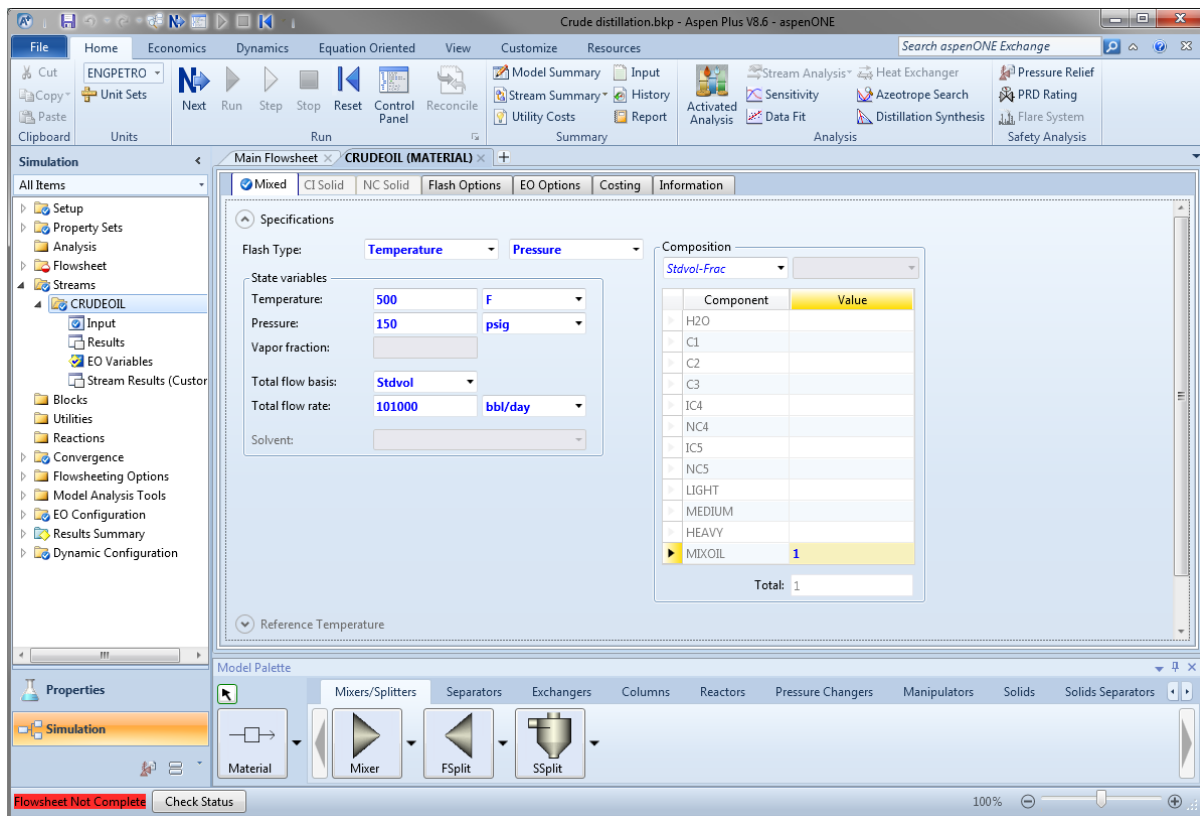 Crude distillation.bkp - Aspen Plus V8.6 - aspenONE
File Home Economics Dynamics Equation Oriented View Customize Resources Search aspenONE Exchange
Cut ENGPETRO Model Summary Input Stream Analysis Heat Exchanger Pressure Relief
Copy Unit Sets Next Run Step Stop Reset Control Panel Reconcile Stream Summary History Activated Analysis Sensitivity Azeotrope Search PRD Rating
Paste Utility Costs Report Data Fit Distillation Synthesis Flare System
Clipboard Units Run Summary Analysis Safety Analysis
Simulation
Main Flowsheet CRUDEOIL (MATERIAL)
All Items
Mixed CI Solid NC Solid Flash Options EO Options Costing Information
Setup
Property Sets
Analysis
Flowsheet
Streams
CRUDEOIL
Input
Results
EO Variables
Stream Results (Custor
Blocks
Utilities
Reactions
Convergence
Flowsheeting Options
Model Analysis Tools
EO Configuration
Results Summary
Dynamic Configuration
Specifications
Flash Type: Temperature Pressure
State variables
Temperature: 500 F
Pressure: 150 psig
Vapor fraction:
Total flow basis: Stdvol
Total flow rate: 101000 bbl/day
Solvent:
Composition
Stdvol-Frac
Component Value
H2O
C1
C2
C3
IC4
NC4
IC5
NC5
LIGHT
MEDIUM
HEAVY
MIXOIL 1
Total: 1
Reference Temperature
Properties
Simulation
Model Palette
Mixers/Splitters Separators Exchangers Columns Reactors Pressure Changers Manipulators Solids Solids Separators
Material Mixer FSplit SSplit
Flowsheet Not Complete Check Status 100%